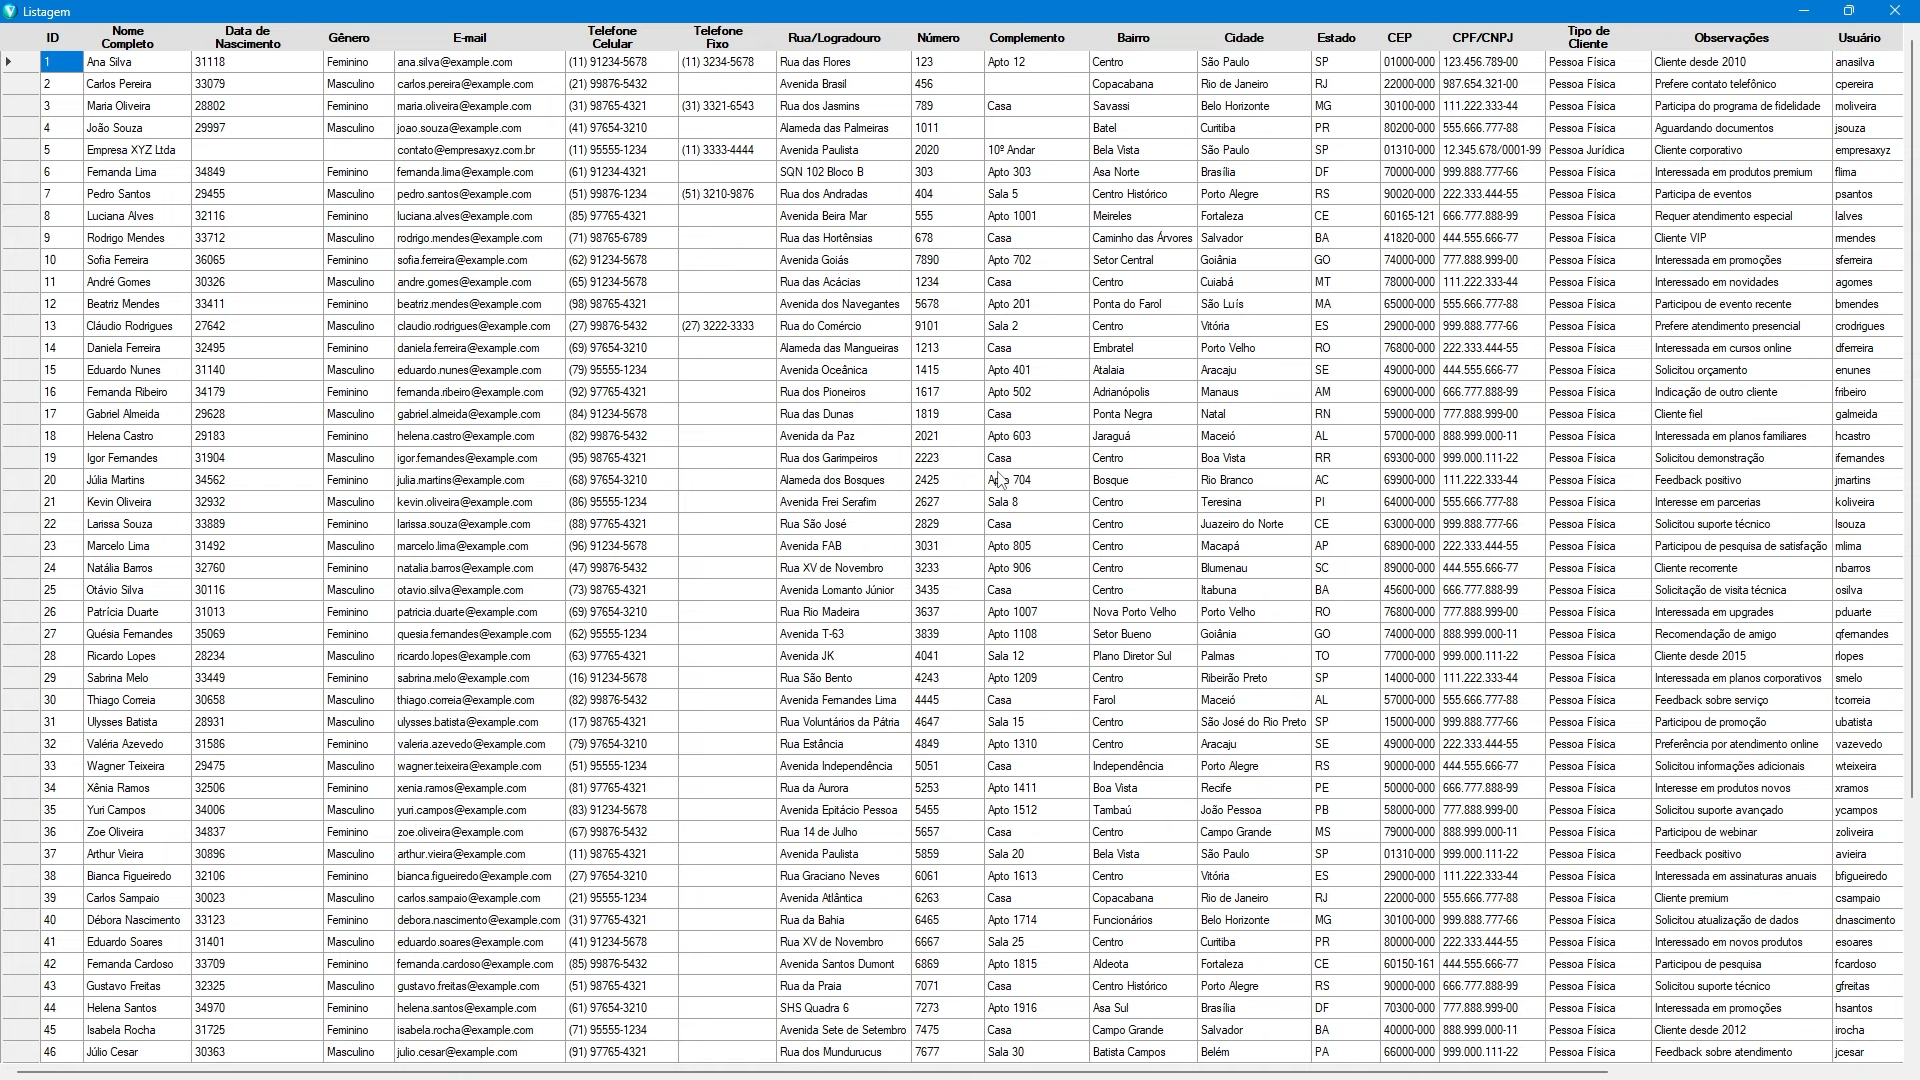 Listagem
ID Nome Completo Data de Nascimento Gênero E-mail Telefone Celular Telefone Fixo Rua/Logradouro Número Complemento Bairro Cidade Estado CEP CPF/CNPJ Tipo de Cliente Observações Usuário
1 Ana Silva 31118 Feminino ana.silva@example.com (11) 91234-5678 (11) 3234-5678 Rua das Flores 123 Apto 12 Centro São Paulo SP 01000-000 123.456.789-00 Pessoa Física Cliente desde 2010 anasilva
2 Carlos Pereira 33079 Masculino carlos.pereira@example.com (21) 99876-5432 Avenida Brasil 456 Copacabana Rio de Janeiro RJ 22000-000 987.654.321-00 Pessoa Física Prefere contato telefônico cpereira
3 Maria Oliveira 28802 Feminino maria.oliveira@example.com (31) 98765-4321 (31) 3321-6543 Rua dos Jasmins 789 Casa Savassi Belo Horizonte MG 30100-000 111.222.333-44 Pessoa Física Participa do programa de fidelidade moliveira
4 João Souza 29997 Masculino joao.souza@example.com (41) 97654-3210 Alameda das Palmeiras 1011 Batel Curitiba PR 80200-000 555.666.777-88 Pessoa Física Aguardando documentos jsouza
5 Empresa XYZ Ltda contato@empresaxyz.com.br (11) 95555-1234 (11) 3333-4444 Avenida Paulista 2020 10º Andar Bela Vista São Paulo SP 01310-000 12.345.678/0001-99 Pessoa Jurídica Cliente corporativo empresaxyz
6 Fernanda Lima 34849 Feminino fernanda.lima@example.com (61) 91234-4321 SQN 102 Bloco B 303 Apto 303 Asa Norte Brasília DF 70000-000 999.888.777-66 Pessoa Física Interessada em produtos premium flima
7 Pedro Santos 29455 Masculino pedro.santos@example.com (51) 99876-1234 (51) 3210-9876 Rua dos Andradas 404 Sala 5 Centro Histórico Porto Alegre RS 90020-000 222.333.444-55 Pessoa Física Participa de eventos psantos
8 Luciana Alves 32116 Feminino luciana.alves@example.com (85) 97765-4321 Avenida Beira Mar 555 Apto 1001 Meireles Fortaleza CE 60165-121 666.777.888-99 Pessoa Física Requer atendimento especial lalves
9 Rodrigo Mendes 33712 Masculino rodrigo.mendes@example.com (71) 98765-6789 Rua das Hortênsias 678 Casa Caminho das Árvores Salvador BA 41820-000 444.555.666-77 Pessoa Física Cliente VIP rmendes
10 Sofia Ferreira 36065 Feminino sofia.ferreira@example.com (62) 91234-5678 Avenida Goiás 7890 Apto 702 Setor Central Goiânia GO 74000-000 777.888.999-00 Pessoa Física Interessada em promoções sferreira
11 André Gomes 30326 Masculino andre.gomes@example.com (65) 91234-5678 Rua das Acácias 1234 Casa Centro Cuiabá MT 78000-000 111.222.333-44 Pessoa Física Interessado em novidades agomes
12 Beatriz Mendes 33411 Feminino beatriz.mendes@example.com (98) 98765-4321 Avenida dos Navegantes 5678 Apto 201 Ponta do Farol São Luís MA 65000-000 555.666.777-88 Pessoa Física Participou de evento recente bmendes
13 Cláudio Rodrigues 27642 Masculino claudio.rodrigues@example.com (27) 99876-5432 (27) 3222-3333 Rua do Comércio 9101 Sala 2 Centro Vitória ES 29000-000 999.888.777-66 Pessoa Física Prefere atendimento presencial crodrigues
14 Daniela Ferreira 32495 Feminino daniela.ferreira@example.com (69) 97654-3210 Alameda das Mangueiras 1213 Casa Embratel Porto Velho RO 76800-000 222.333.444-55 Pessoa Física Interessada em cursos online dferreira
15 Eduardo Nunes 31140 Masculino eduardo.nunes@example.com (79) 95555-1234 Avenida Oceânica 1415 Apto 401 Atalaia Aracaju SE 49000-000 444.555.666-77 Pessoa Física Solicitou orçamento enunes
16 Fernanda Ribeiro 34179 Feminino fernanda.ribeiro@example.com (92) 97765-4321 Rua dos Pioneiros 1617 Apto 502 Adrianópolis Manaus AM 69000-000 666.777.888-99 Pessoa Física Indicação de outro cliente fribeiro
17 Gabriel Almeida 29628 Masculino gabriel.almeida@example.com (84) 91234-5678 Rua das Dunas 1819 Casa Ponta Negra Natal RN 59000-000 777.888.999-00 Pessoa Física Cliente fiel galmeida
18 Helena Castro 29183 Feminino helena.castro@example.com (82) 99876-5432 Avenida da Paz 2021 Apto 603 Jaraguá Maceió AL 57000-000 888.999.000-11 Pessoa Física Interessada em planos familiares hcastro
19 Igor Fernandes 31904 Masculino igor.fernandes@example.com (95) 98765-4321 Rua dos Garimpeiros 2223 Casa Centro Boa Vista RR 69300-000 999.000.111-22 Pessoa Física Solicitou demonstração ifernandes
20 Júlia Martins 34562 Feminino julia.martins@example.com (68) 97654-3210 Alameda dos Bosques 2425 Apto 704 Bosque Rio Branco AC 69900-000 111.222.333-44 Pessoa Física Feedback positivo jmartins
21 Kevin Oliveira 32932 Masculino kevin.oliveira@example.com (86) 95555-1234 Avenida Frei Serafim 2627 Sala 8 Centro Teresina PI 64000-000 555.666.777-88 Pessoa Física Interesse em parcerias koliveira
22 Larissa Souza 33889 Feminino larissa.souza@example.com (88) 97765-4321 Rua São José 2829 Casa Centro Juazeiro do Norte CE 63000-000 999.888.777-66 Pessoa Física Solicitou suporte técnico lsouza
23 Marcelo Lima 31492 Masculino marcelo.lima@example.com (96) 91234-5678 Avenida FAB 3031 Apto 805 Centro Macapá AP 68900-000 222.333.444-55 Pessoa Física Participou de pesquisa de satisfação mlima
24 Natália Barros 32760 Feminino natalia.barros@example.com (47) 99876-5432 Rua XV de Novembro 3233 Apto 906 Centro Blumenau SC 89000-000 444.555.666-77 Pessoa Física Cliente recorrente nbarros
25 Otávio Silva 30116 Masculino otavio.silva@example.com (73) 98765-4321 Avenida Lomanto Júnior 3435 Casa Centro Itabuna BA 45600-000 666.777.888-99 Pessoa Física Solicitação de visita técnica osilva
26 Patrícia Duarte 31013 Feminino patricia.duarte@example.com (69) 97654-3210 Rua Rio Madeira 3637 Apto 1007 Nova Porto Velho Porto Velho RO 76800-000 777.888.999-00 Pessoa Física Interessada em upgrades pduarte
27 Quésia Fernandes 35069 Feminino quesia.fernandes@example.com (62) 95555-1234 Avenida T-63 3839 Apto 1108 Setor Bueno Goiânia GO 74000-000 888.999.000-11 Pessoa Física Recomendação de amigo qfernandes
28 Ricardo Lopes 28234 Masculino ricardo.lopes@example.com (63) 97765-4321 Avenida JK 4041 Sala 12 Plano Diretor Sul Palmas TO 77000-000 999.000.111-22 Pessoa Física Cliente desde 2015 rlopes
29 Sabrina Melo 33449 Feminino sabrina.melo@example.com (16) 91234-5678 Rua São Bento 4243 Apto 1209 Centro Ribeirão Preto SP 14000-000 111.222.333-44 Pessoa Física Interessada em planos corporativos smelo
30 Thiago Correia 30658 Masculino thiago.correia@example.com (82) 99876-5432 Avenida Fernandes Lima 4445 Casa Farol Maceió AL 57000-000 555.666.777-88 Pessoa Física Feedback sobre serviço tcorreia
31 Ulysses Batista 28931 Masculino ulysses.batista@example.com (17) 98765-4321 Rua Voluntários da Pátria 4647 Sala 15 Centro São José do Rio Preto SP 15000-000 999.888.777-66 Pessoa Física Participou de promoção ubatista
32 Valéria Azevedo 31586 Feminino valeria.azevedo@example.com (79) 97654-3210 Rua Estância 4849 Apto 1310 Centro Aracaju SE 49000-000 222.333.444-55 Pessoa Física Preferência por atendimento online vazevedo
33 Wagner Teixeira 29475 Masculino wagner.teixeira@example.com (51) 95555-1234 Avenida Independência 5051 Casa Independência Porto Alegre RS 90000-000 444.555.666-77 Pessoa Física Solicitou informações adicionais wteixeira
34 Xênia Ramos 32506 Feminino xenia.ramos@example.com (81) 97765-4321 Rua da Aurora 5253 Apto 1411 Boa Vista Recife PE 50000-000 666.777.888-99 Pessoa Física Interesse em produtos novos xramos
35 Yuri Campos 34006 Masculino yuri.campos@example.com (83) 91234-5678 Avenida Epitácio Pessoa 5455 Apto 1512 Tambaú João Pessoa PB 58000-000 777.888.999-00 Pessoa Física Solicitou suporte avançado ycampos
36 Zoe Oliveira 34837 Feminino zoe.oliveira@example.com (67) 99876-5432 Rua 14 de Julho 5657 Casa Centro Campo Grande MS 79000-000 888.999.000-11 Pessoa Física Participou de webinar zoliveira
37 Arthur Vieira 30896 Masculino arthur.vieira@example.com (11) 98765-4321 Avenida Paulista 5859 Sala 20 Bela Vista São Paulo SP 01310-000 999.000.111-22 Pessoa Física Feedback positivo avieira
38 Bianca Figueiredo 32106 Feminino bianca.figueiredo@example.com (27) 97654-3210 Rua Graciano Neves 6061 Apto 1613 Centro Vitória ES 29000-000 111.222.333-44 Pessoa Física Interessada em assinaturas anuais bfigueiredo
39 Carlos Sampaio 30023 Masculino carlos.sampaio@example.com (21) 95555-1234 Avenida Atlântica 6263 Casa Copacabana Rio de Janeiro RJ 22000-000 555.666.777-88 Pessoa Física Cliente premium csampaio
40 Débora Nascimento 33123 Feminino debora.nascimento@example.com (31) 97765-4321 Rua da Bahia 6465 Apto 1714 Funcionários Belo Horizonte MG 30100-000 999.888.777-66 Pessoa Física Solicitou atualização de dados dnascimento
41 Eduardo Soares 31401 Masculino eduardo.soares@example.com (41) 91234-5678 Rua XV de Novembro 6667 Sala 25 Centro Curitiba PR 80000-000 222.333.444-55 Pessoa Física Interessado em novos produtos esoares
42 Fernanda Cardoso 33709 Feminino fernanda.cardoso@example.com (85) 99876-5432 Avenida Santos Dumont 6869 Apto 1815 Aldeota Fortaleza CE 60150-161 444.555.666-77 Pessoa Física Participou de pesquisa fcardoso
43 Gustavo Freitas 32325 Masculino gustavo.freitas@example.com (51) 98765-4321 Rua da Praia 7071 Casa Centro Histórico Porto Alegre RS 90000-000 666.777.888-99 Pessoa Física Solicitou suporte técnico gfreitas
44 Helena Santos 34970 Feminino helena.santos@example.com (61) 97654-3210 SHS Quadra 6 7273 Apto 1916 Asa Sul Brasília DF 70300-000 777.888.999-00 Pessoa Física Interessada em promoções hsantos
45 Isabela Rocha 31725 Feminino isabela.rocha@example.com (71) 95555-1234 Avenida Sete de Setembro 7475 Casa Campo Grande Salvador BA 40000-000 888.999.000-11 Pessoa Física Cliente desde 2012 irocha
46 Júlio Cesar 30363 Masculino julio.cesar@example.com (91) 97765-4321 Rua dos Mundurucus 7677 Sala 30 Batista Campos Belém PA 66000-000 999.000.111-22 Pessoa Física Feedback sobre atendimento jcesar